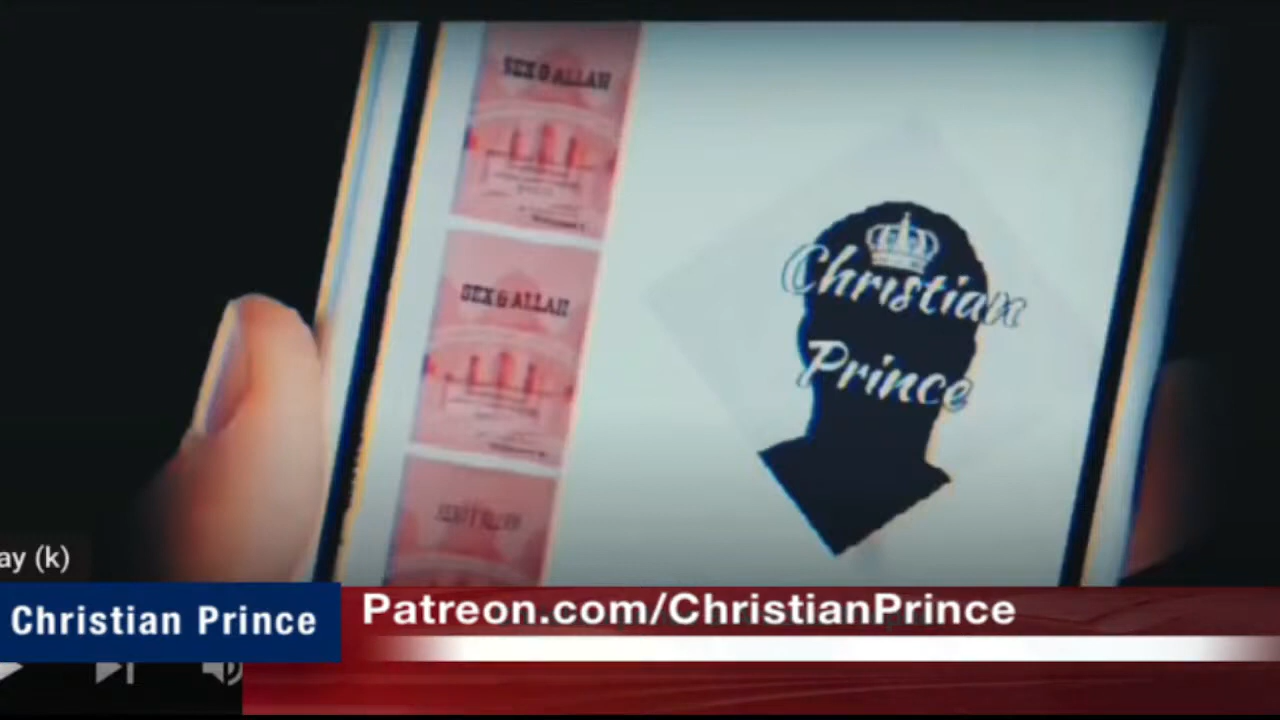 SEX & ALLAH
SEX & ALLAH
Christian
Prince
ay (k)
Christian Prince
Patreon.com/ChristianPrince